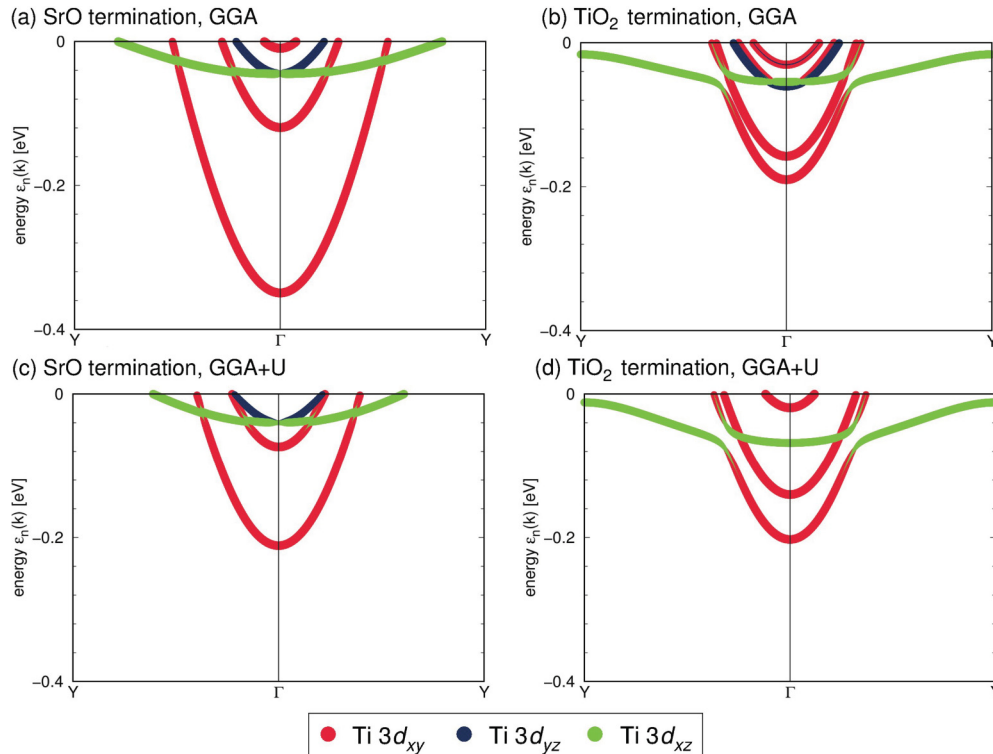 (a) SrO termination, GGA
0
−0.2
−0.4
energy εn(k) [eV]
Y Γ Y
(b) TiO2 termination, GGA
0
−0.2
−0.4
energy εn(k) [eV]
Y Γ Y
(c) SrO termination, GGA+U
0
−0.2
−0.4
energy εn(k) [eV]
Y Γ Y
(d) TiO2 termination, GGA+U
0
−0.2
−0.4
energy εn(k) [eV]
Y Γ Y
Ti 3dxy Ti 3dyz Ti 3dxz